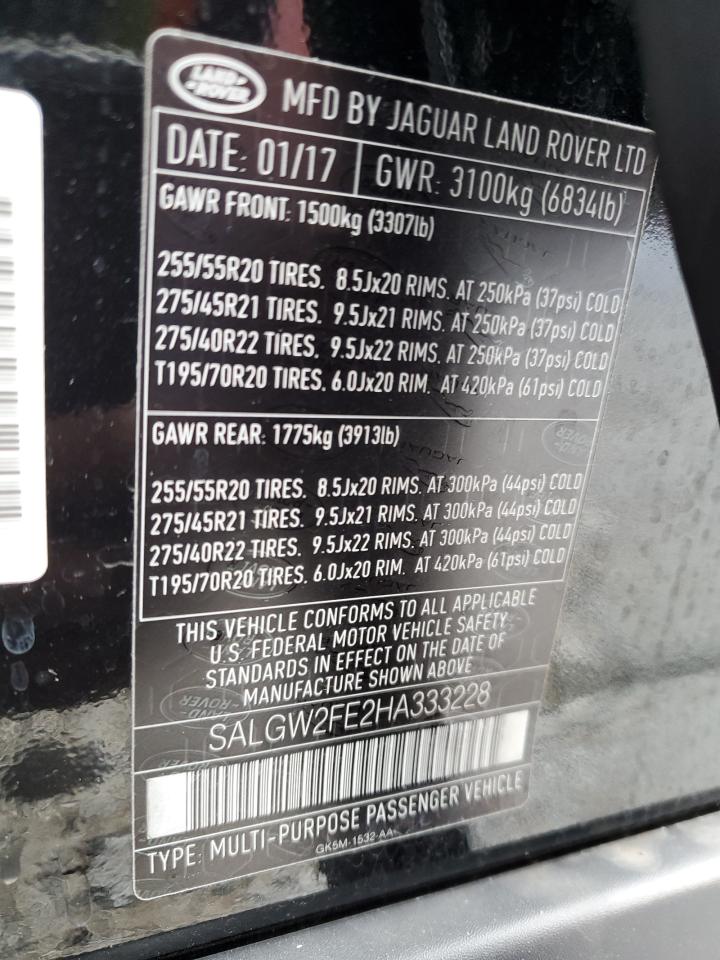 LAND ROVER
MFD BY JAGUAR LAND ROVER LTD
DATE: 01/17
GWR: 3100kg (6834lb)
GAWR FRONT: 1500kg (3307lb)
255/55R20 TIRES. 8.5Jx20 RIMS. AT 250kPa (37psi) COLD
275/45R21 TIRES. 9.5Jx21 RIMS. AT 250kPa (37psi) COLD
275/40R22 TIRES. 9.5Jx22 RIMS. AT 250kPa (37psi) COLD
T195/70R20 TIRES. 6.0Jx20 RIM. AT 420kPa (61psi) COLD
GAWR REAR: 1775kg (3913lb)
255/55R20 TIRES. 8.5Jx20 RIMS. AT 300kPa (44psi) COLD
275/45R21 TIRES. 9.5Jx21 RIMS. AT 300kPa (44psi) COLD
275/40R22 TIRES. 9.5Jx22 RIMS. AT 300kPa (44psi) COLD
T195/70R20 TIRES. 6.0Jx20 RIM. AT 420kPa (61psi) COLD
THIS VEHICLE CONFORMS TO ALL APPLICABLE
U.S. FEDERAL MOTOR VEHICLE SAFETY
STANDARDS IN EFFECT ON THE DATE OF
MANUFACTURE SHOWN ABOVE
SALGW2FE2HA333228
TYPE: MULTI-PURPOSE PASSENGER VEHICLE
GK5M-1532-AA